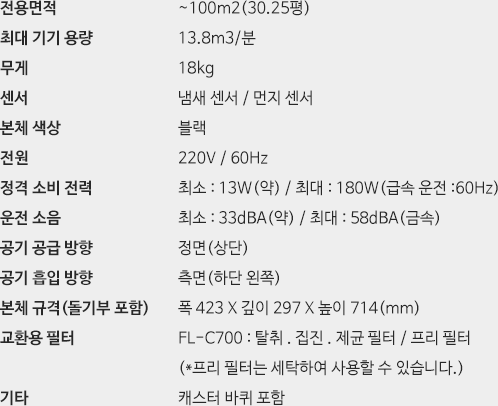 전용면적 ~100m2(30.25평)
최대 기기 용량 13.8m3/분
무게 18kg
센서 냄새 센서 / 먼지 센서
본체 색상 블랙
전원 220V / 60Hz
정격 소비 전력 최소 : 13W(약) / 최대 : 180W(급속 운전 :60Hz)
운전 소음 최소 : 33dBA(약) / 최대 : 58dBA(금속)
공기 공급 방향 정면(상단)
공기 흡입 방향 측면(하단 왼쪽)
본체 규격(돌기부 포함) 폭 423 X 깊이 297 X 높이 714(mm)
교환용 필터 FL-C700 : 탈취 . 집진 . 제균 필터 / 프리 필터
(*프리 필터는 세탁하여 사용할 수 있습니다.)
기타 캐스터 바퀴 포함